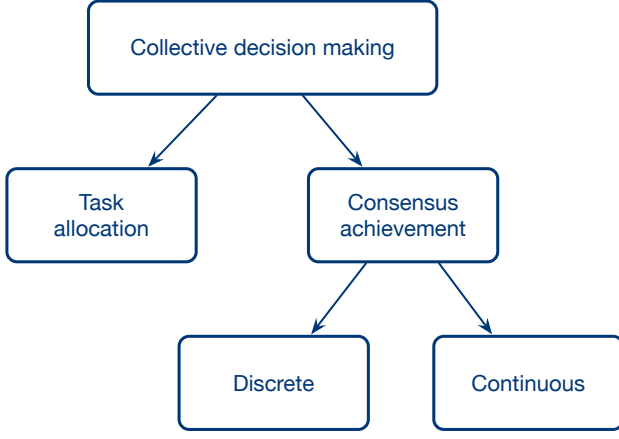 Collective decision making
Task
allocation
Consensus
achievement
Discrete
Continuous